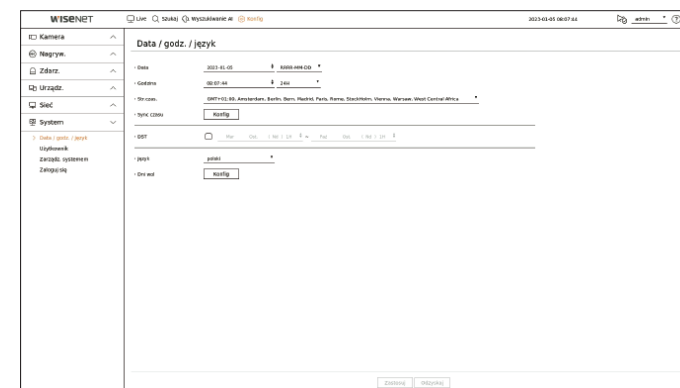 WISENET Live Szukaj Wyszukiwanie AI Konfig 2023-01-05 08:07:44 admin
Kamera
Nagryw.
Zdarz.
Urządz.
Sieć
System
Data / godz. / język
Użytkownik
Zarządz. systemem
Zaloguj się
Data / godz. / język
Data 2023-01-05 RRRR-MM-DD
Godzina 08:07:44 24H
Str czas. GMT+01:00, Amsterdam, Berlin, Bern, Madrid, Paris, Rome, Stockholm, Vienna, Warsaw, West Central Africa
Sync czasu Konfig
DST
Język polski
Dni wol Konfig
Zastosuj Odzyskaj